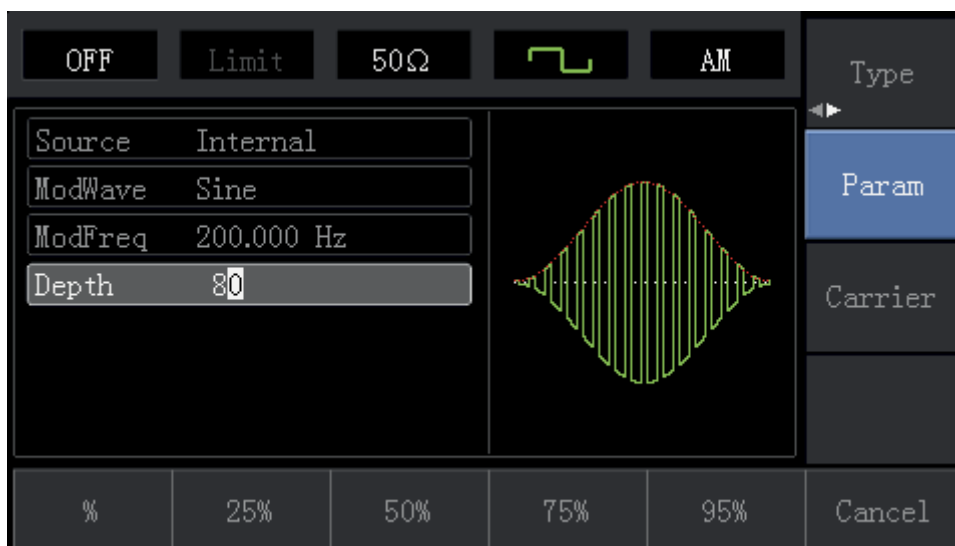 OFF Limit 50Ω AM
Type
Source Internal
ModWave Sine
ModFreq 200.000 Hz
Depth 80
Param
Carrier
% 25% 50% 75% 95% Cancel